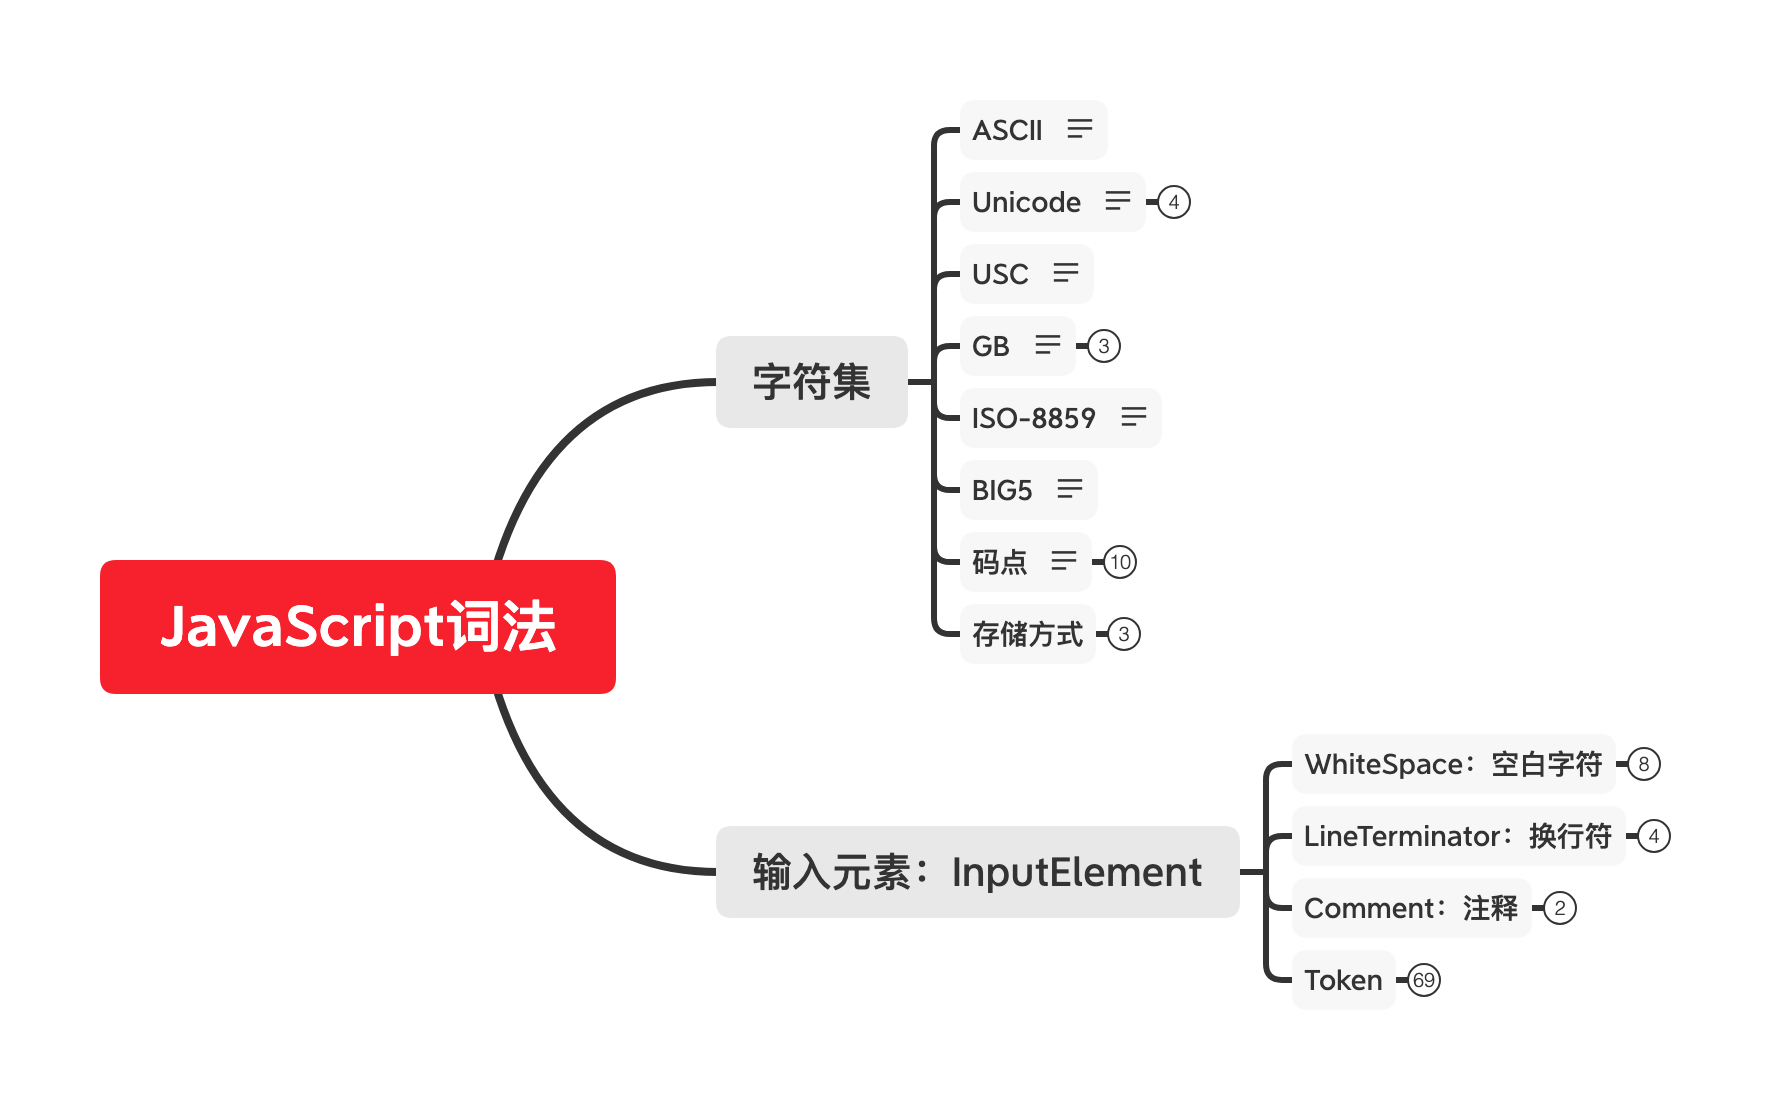 ASCII
Unicode 4
USC
GB 3
字符集
ISO-8859
BIG5
码点 10
存储方式 3
JavaScript词法
WhiteSpace：空白字符 8
LineTerminator：换行符 4
输入元素：InputElement
Comment：注释 2
Token 69